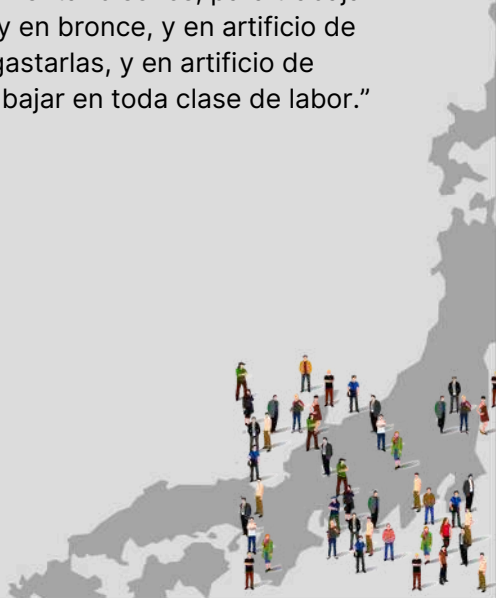 y en bronce, y en artificio de
gastarlas, y en artificio de
bajar en toda clase de labor.”